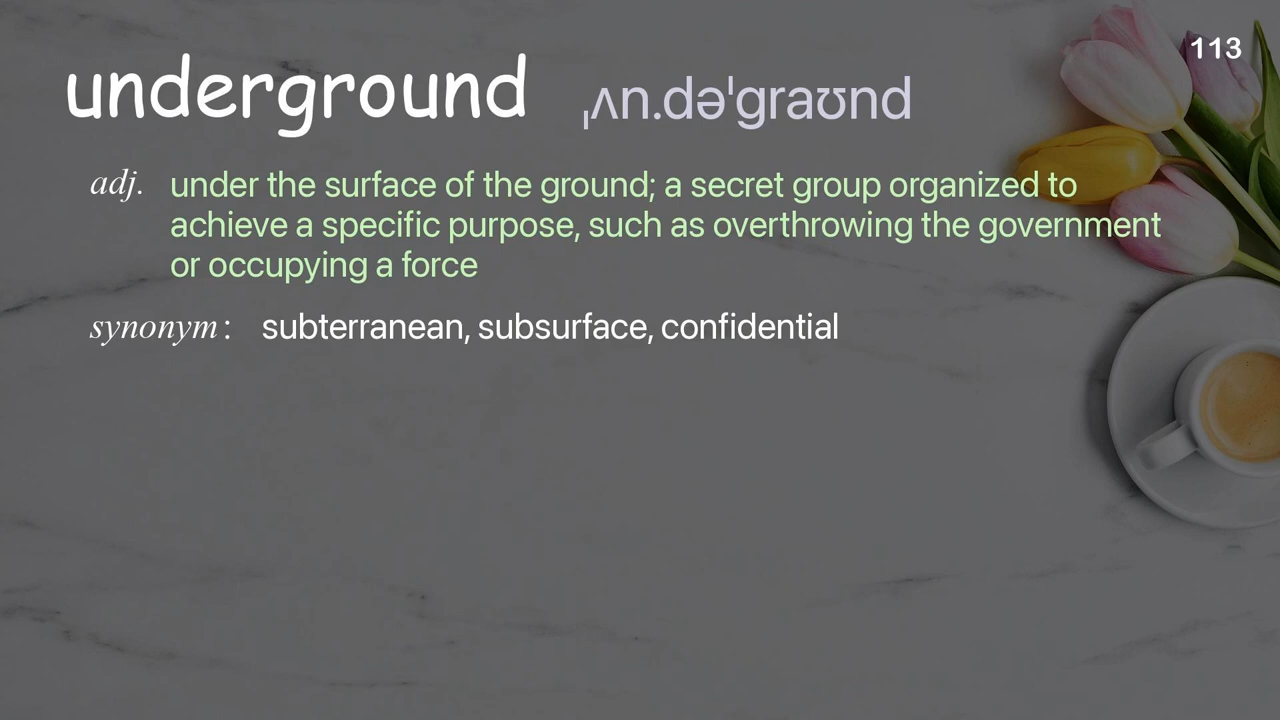 113
underground ˌʌn.dəˈgraʊnd
adj. under the surface of the ground; a secret group organized to
achieve a specific purpose, such as overthrowing the government
or occupying a force
synonym: subterranean, subsurface, confidential